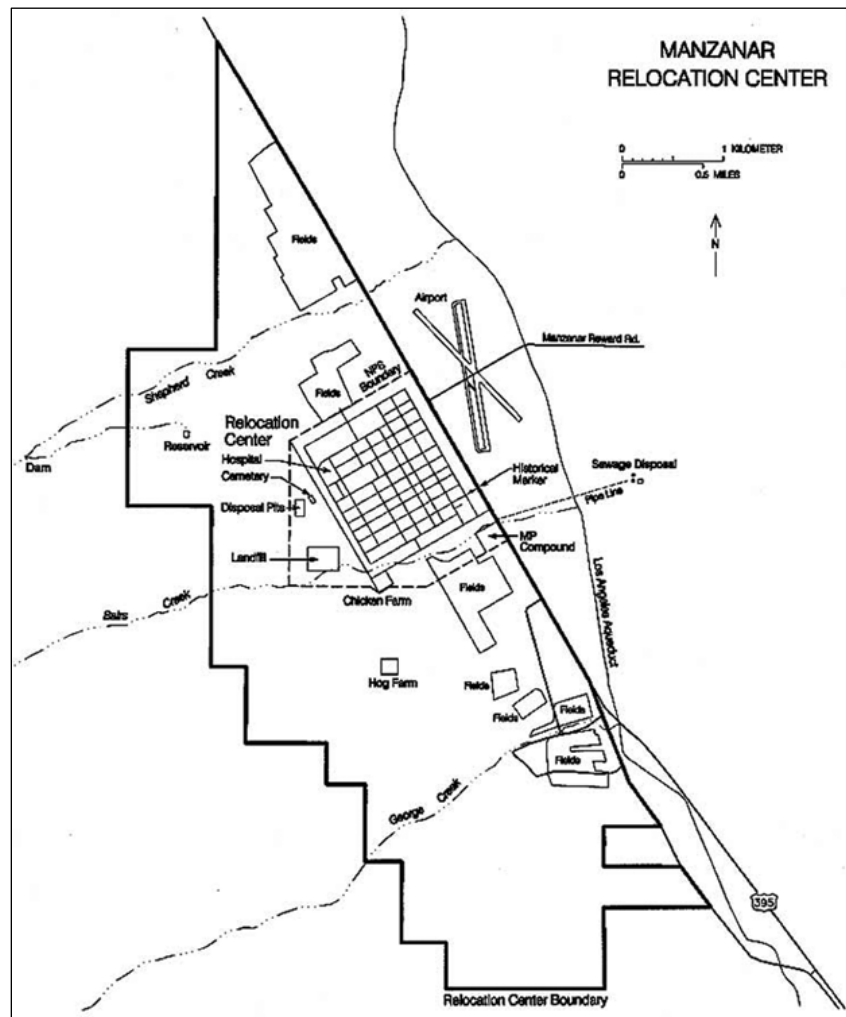 MANZANAR
RELOCATION CENTER
0 1 KILOMETER
0 0.5 MILES
N
Fields
Airport
Manzanar Reward Rd.
NPS
Boundary
Shepherd Creek
Fields
Relocation
Center
Reservoir
Hospital
Dam
Cemetery
Historical
Marker
Sewage Disposal
Disposal Pits
Pipe Line
MP
Compound
Landfill
Fields
Chicken Farm
Bairs Creek
Los Angeles Aqueduct
Hog Farm
Fields
Fields
Fields
Fields
George Creek
395
Relocation Center Boundary